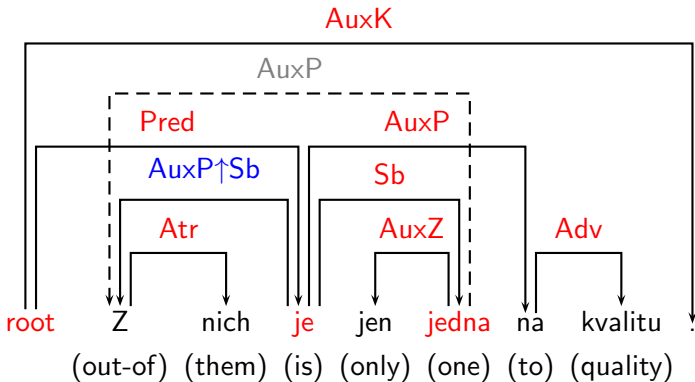 AuxK
AuxP
Pred AuxP
AuxP↑Sb Sb
Atr AuxZ Adv
root Z nich je jen jedna na kvalitu .
(out-of) (them) (is) (only) (one) (to) (quality)